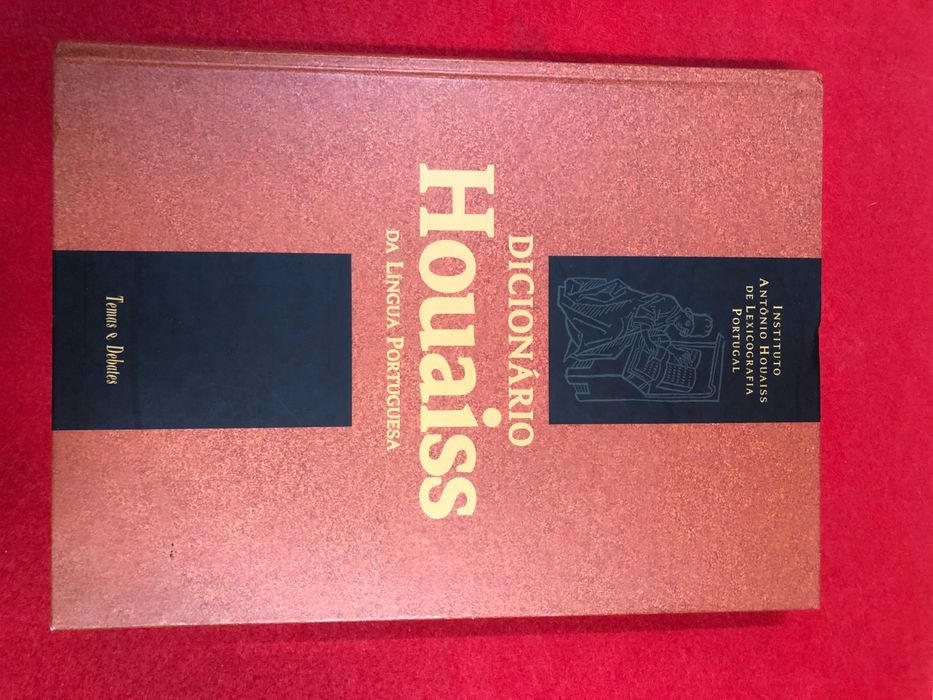 INSTITUTO
ANTÔNIO HOUAISS
DE LEXICOGRAFIA
PORTUGAL
DICIONÁRIO
Houaiss
DA LÍNGUA PORTUGUESA
Temas e Debates